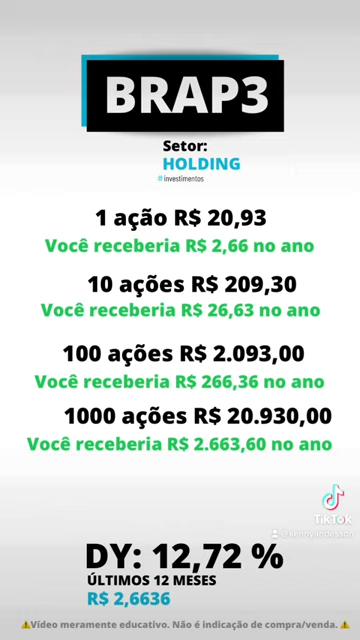 BRAP3
Setor:
HOLDING
#investimentos
1 ação R$ 20,93
Você receberia R$ 2,66 no ano
10 ações R$ 209,30
Você receberia R$ 26,63 no ano
100 ações R$ 2.093,00
Você receberia R$ 266,36 no ano
1000 ações R$ 20.930,00
Você receberia R$ 2.663,60 no ano
TikTok
DY: 12,72 %
ÚLTIMOS 12 MESES
R$ 2,6636
⚠️Vídeo meramente educativo. Não é indicação de compra/venda. ⚠️